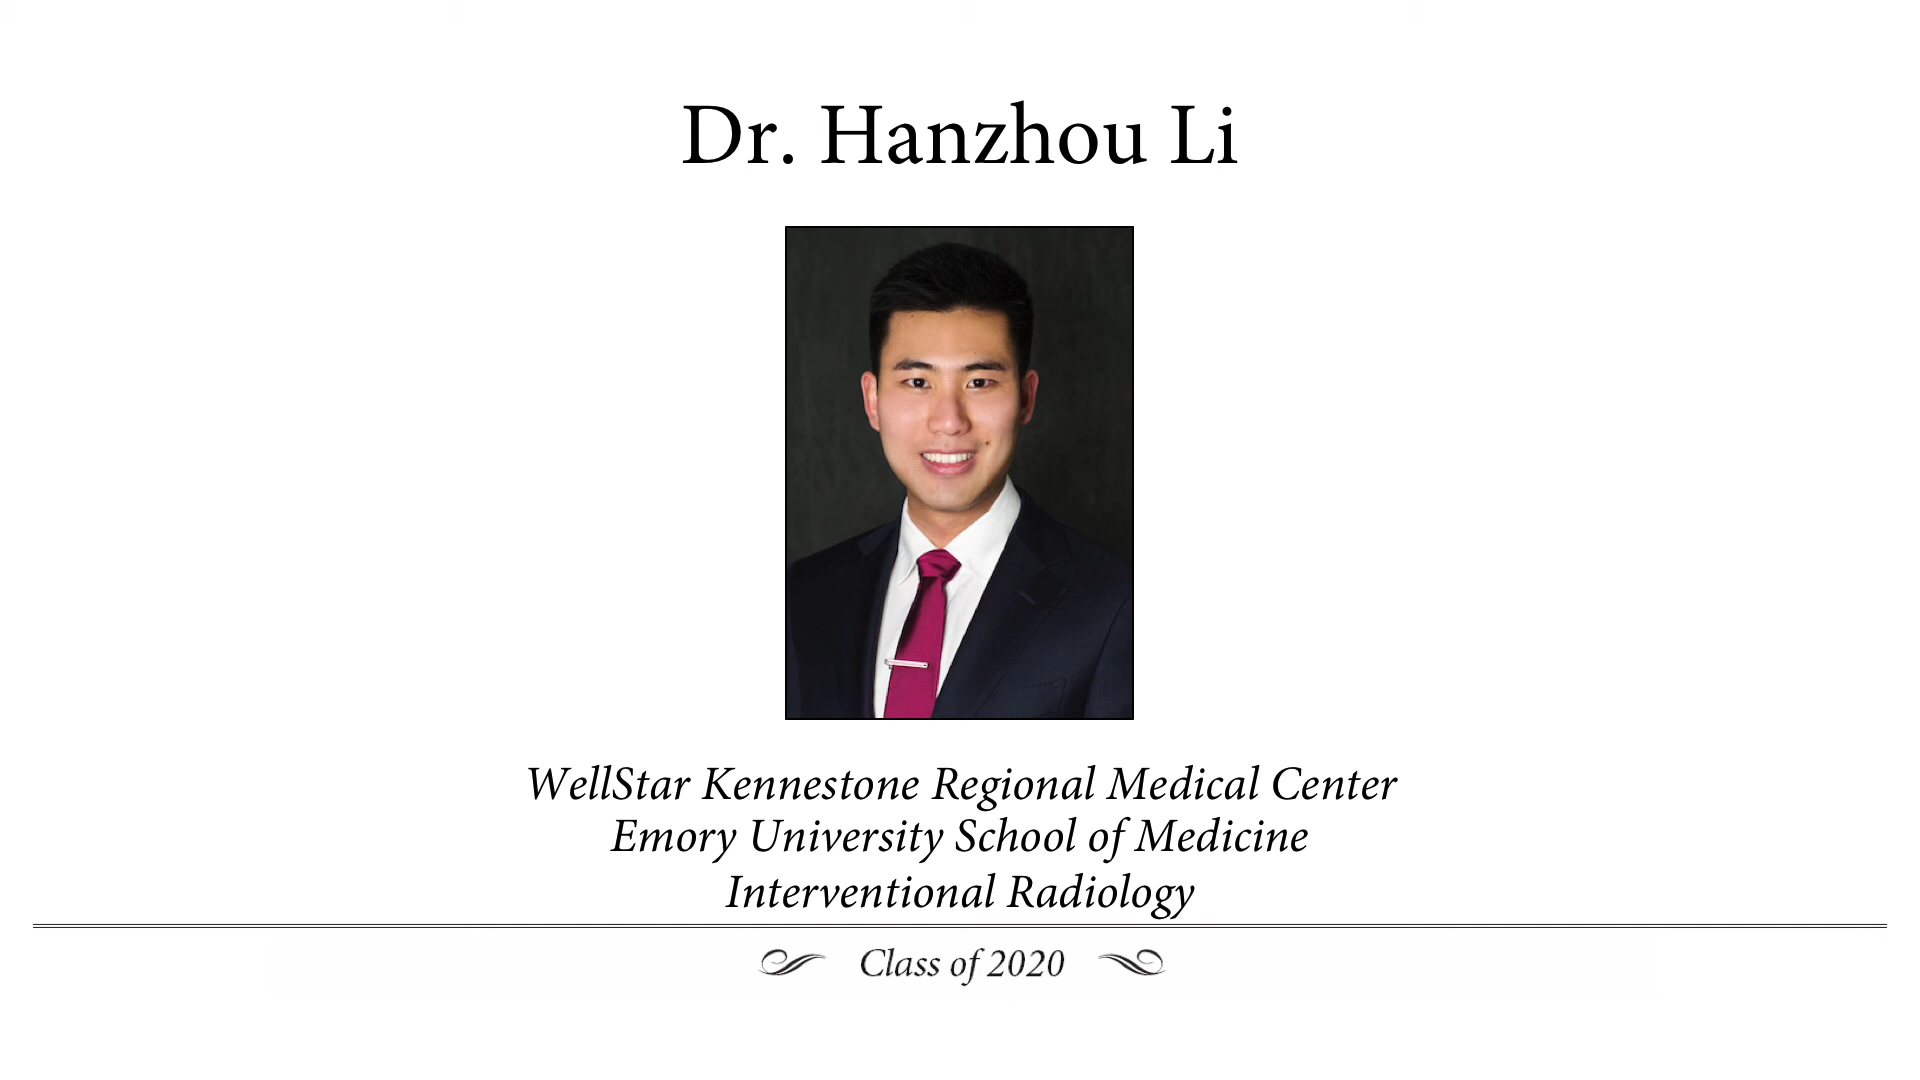 Dr. Hanzhou Li
WellStar Kennestone Regional Medical Center
Emory University School of Medicine
Interventional Radiology
Class of 2020